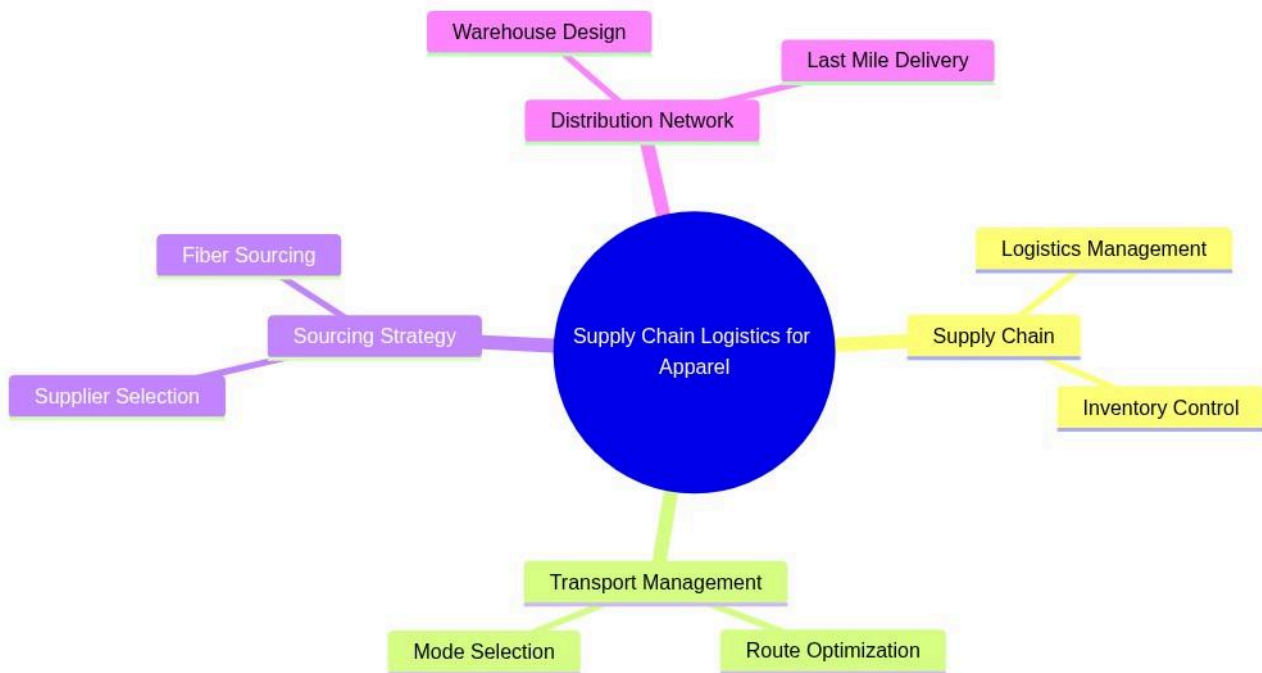 Warehouse Design
Last Mile Delivery
Distribution Network
Fiber Sourcing
Logistics Management
Sourcing Strategy
Supply Chain Logistics for
Apparel
Supply Chain
Supplier Selection
Inventory Control
Transport Management
Mode Selection
Route Optimization